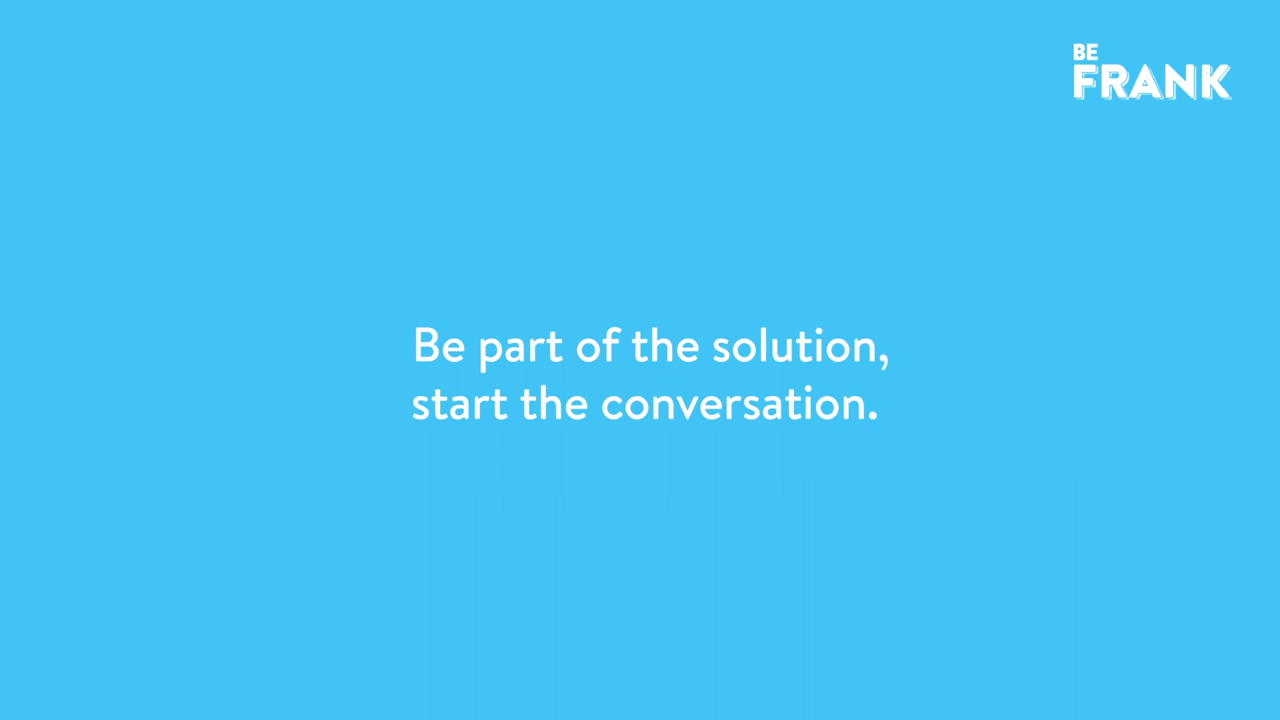 BE
FRANK
Be part of the solution,
start the conversation.